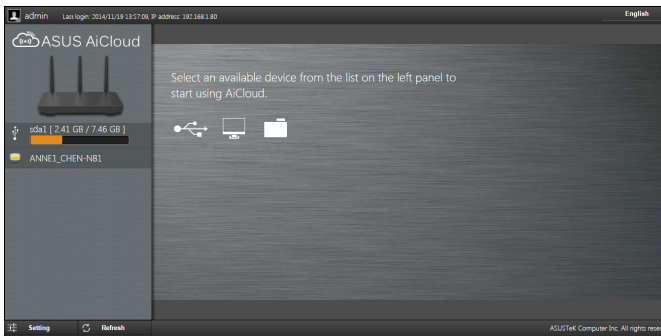 admin Last login: 2014/11/19 13:57:09, IP address: 192.168.1.80 English
ASUS AiCloud
Select an available device from the list on the left panel to
start using AiCloud.
sda1 [ 2.41 GB / 7.46 GB ]
ANNE1_CHEN-NB1
Setting Refresh ASUSTeK Computer Inc. All rights rese